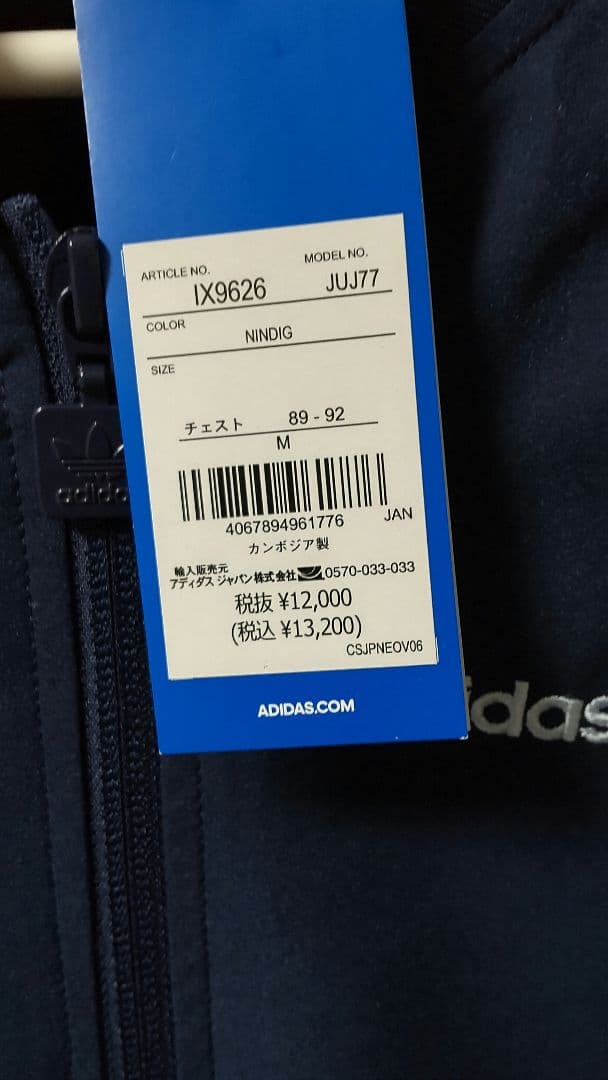 ARTICLE NO.
MODEL NO.
IX9626
JUJ77
COLOR
NINDIG
SIZE
チェスト 89 - 92
M
4067894961776 JAN
カンボジア製
輸入販売元
アディダス ジャパン株式会社 0570-033-033
税抜 ¥12,000
(税込 ¥13,200)
CSJPNEOV06
ADIDAS.COM
adidas
idas